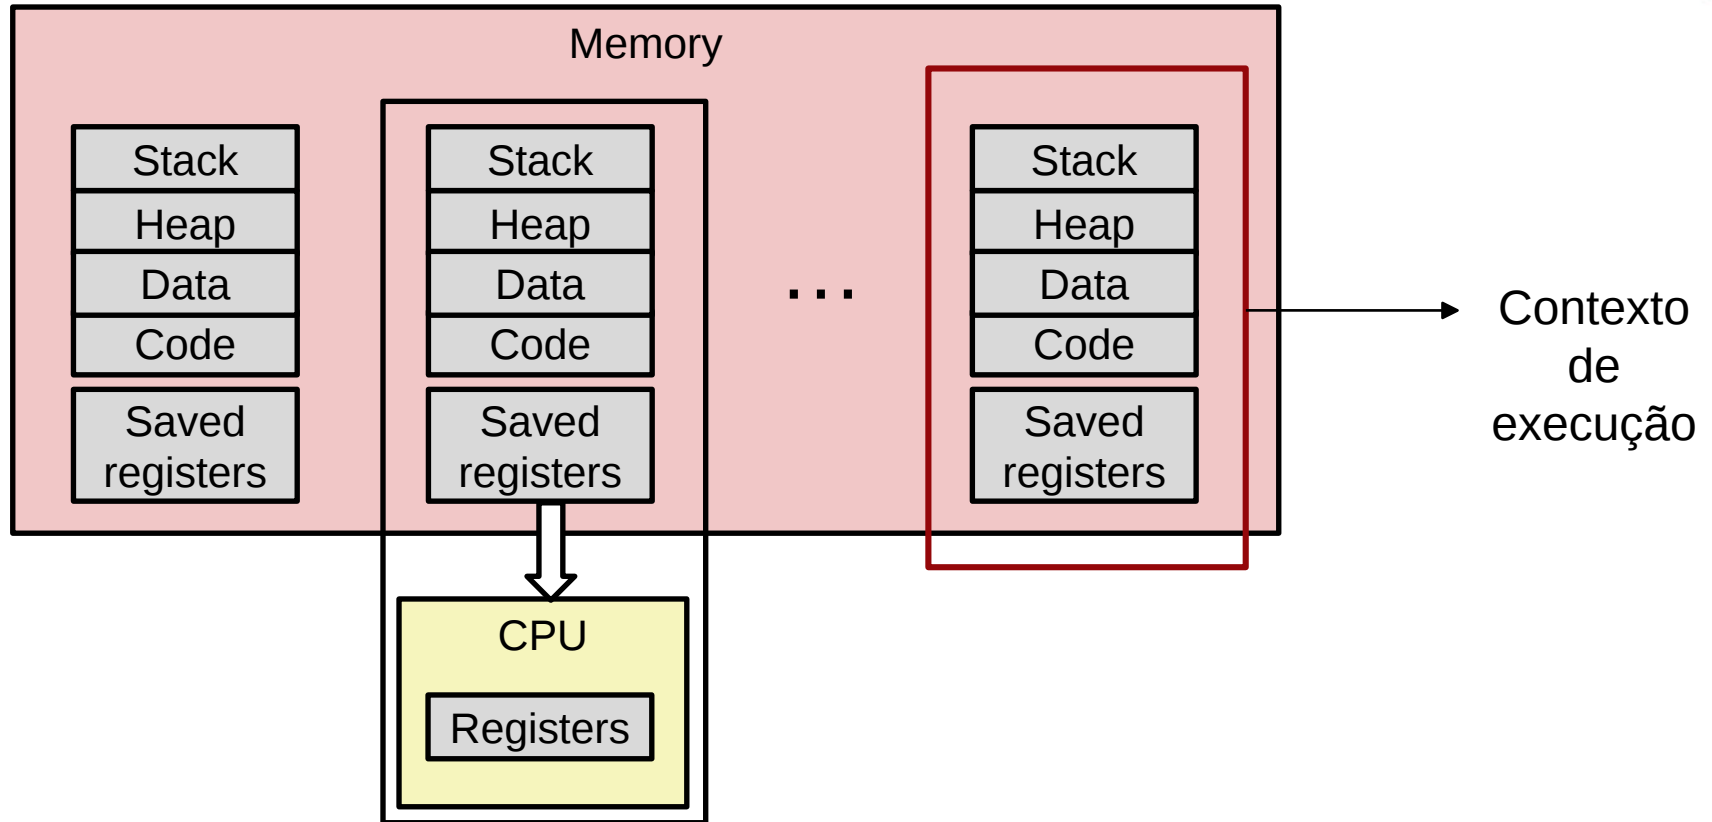 Memory
Stack
Heap
Data
Code
Saved
registers
Stack
Heap
Data
Code
Saved
registers
...
Stack
Heap
Data
Code
Saved
registers
Contexto
de
execução
CPU
Registers